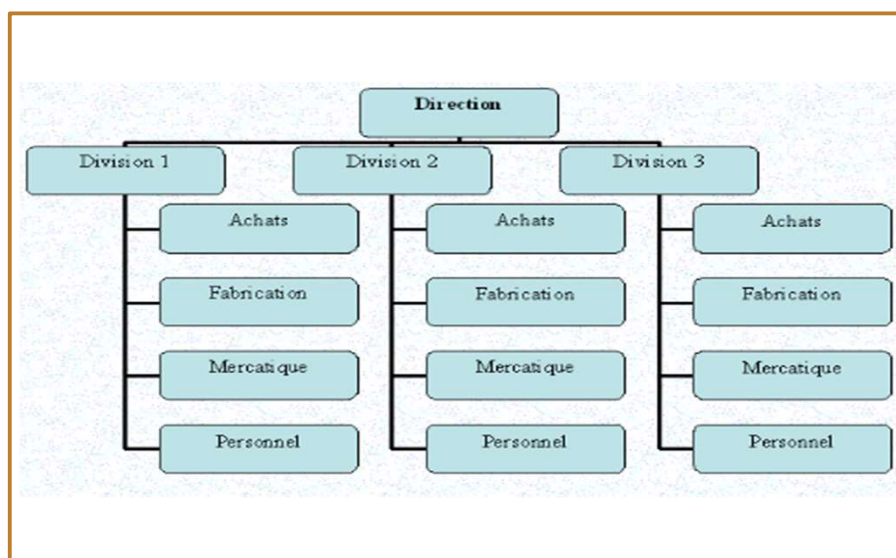 Direction
Division 1
Division 2
Division 3
Achats
Achats
Achats
Fabrication
Fabrication
Fabrication
Mercatique
Mercatique
Mercatique
Personnel
Personnel
Personnel